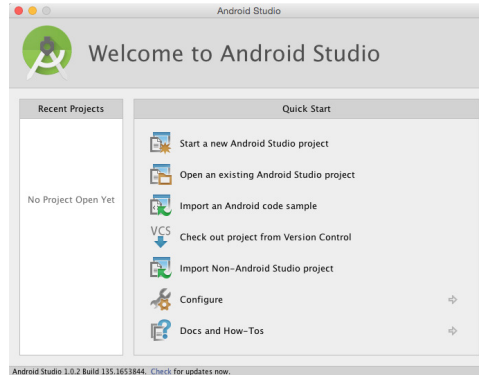 Android Studio
Welcome to Android Studio
Recent Projects
No Project Open Yet
Quick Start
Start a new Android Studio project
Open an existing Android Studio project
Import an Android code sample
VCS
Check out project from Version Control
Import Non-Android Studio project
Configure
Docs and How-Tos
Android Studio 1.0.2 Build 135.1653844. Check for updates now.